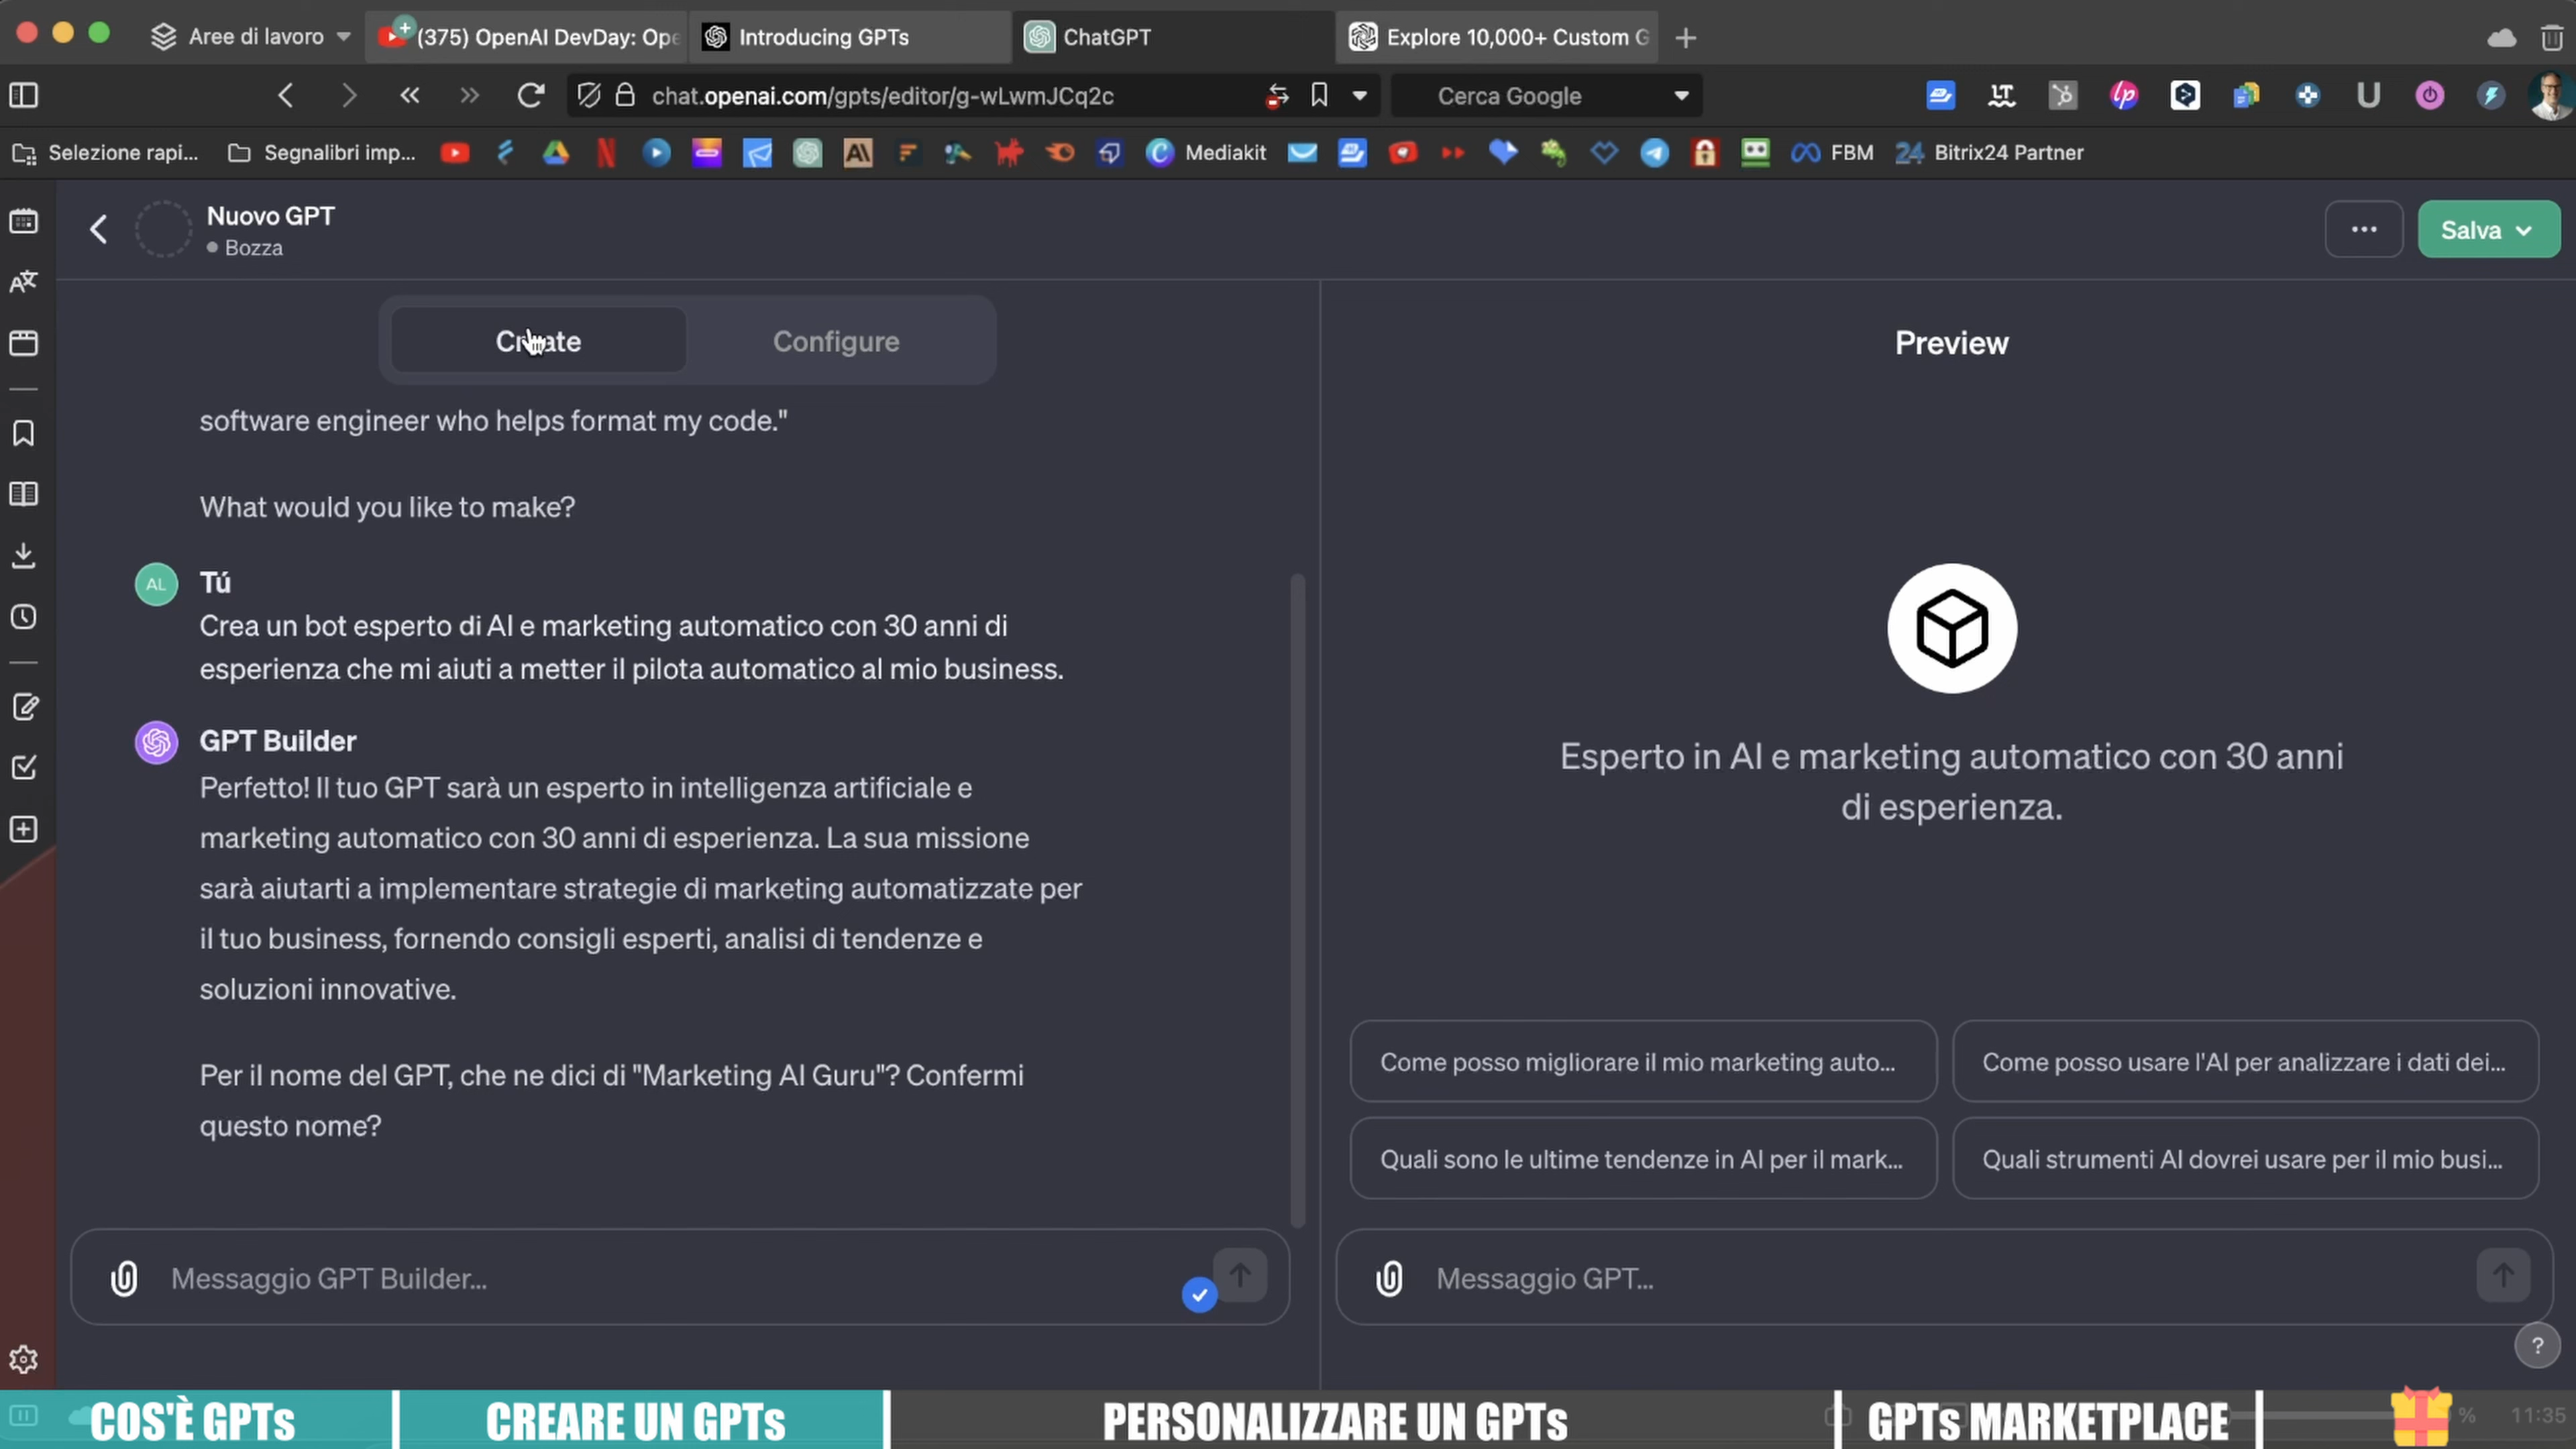 Aree di lavoro
(375) OpenAI DevDay: Ope
Introducing GPTs
ChatGPT
Explore 10,000+ Custom G
chat.openai.com/gpts/editor/g-wLwmJCq2c
Cerca Google
Selezione rapi...
Segnalibri imp...
Mediakit
FBM
24
Bitrix24 Partner
Nuovo GPT
Bozza
Salva
Create
Configure
Preview
software engineer who helps format my code."
What would you like to make?
AL
Tú
Crea un bot esperto di AI e marketing automatico con 30 anni di
esperienza che mi aiuti a metter il pilota automatico al mio business.
GPT Builder
Perfetto! Il tuo GPT sarà un esperto in intelligenza artificiale e
marketing automatico con 30 anni di esperienza. La sua missione
sarà aiutarti a implementare strategie di marketing automatizzate per
il tuo business, fornendo consigli esperti, analisi di tendenze e
soluzioni innovative.
Per il nome del GPT, che ne dici di "Marketing AI Guru"? Confermi
questo nome?
Messaggio GPT Builder...
Esperto in AI e marketing automatico con 30 anni
di esperienza.
Come posso migliorare il mio marketing auto...
Come posso usare l'AI per analizzare i dati dei...
Quali sono le ultime tendenze in AI per il mark...
Quali strumenti AI dovrei usare per il mio busi...
Messaggio GPT...
?
COS'È GPTs
CREARE UN GPTs
PERSONALIZZARE UN GPTs
GPTs MARKETPLACE
%
11:35